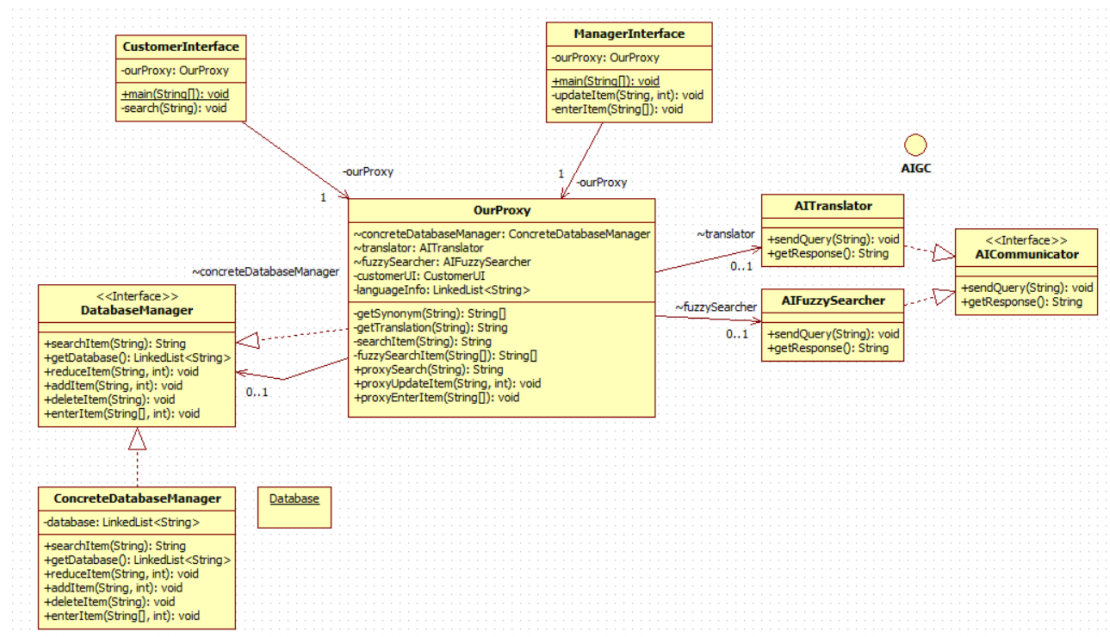 CustomerInterface
-ourProxy: OurProxy
+main(String[]): void
-search(String): void
ManagerInterface
-ourProxy: OurProxy
+main(String[]): void
-updateItem(String, int): void
-enterItem(String[]): void
AIGC
-ourProxy
1
1
-ourProxy
OurProxy
~concreteDatabaseManager: ConcreteDatabaseManager
~translator: AITranslator
~fuzzySearcher: AIFuzzySearcher
-customerUI: CustomerUI
-languageInfo: LinkedList<String>
-getSynonym(String): String[]
-getTranslation(String): String
-searchItem(String): String
-fuzzySearchItem(String[]): String[]
+proxySearch(String): String
+proxyUpdateItem(String, int): void
+proxyEnterItem(String[]): void
~translator
0..1
AITranslator
+sendQuery(String): void
+getResponse(): String
<<Interface>>
AICommunicator
+sendQuery(String): void
+getResponse(): String
~fuzzySearcher
0..1
AIFuzzySearcher
+sendQuery(String): void
+getResponse(): String
~concreteDatabaseManager
0..1
<<Interface>>
DatabaseManager
+searchItem(String): String
+getDatabase(): LinkedList<String>
+reduceItem(String, int): void
+addItem(String, int): void
+deleteItem(String): void
+enterItem(String[], int): void
ConcreteDatabaseManager
-database: LinkedList<String>
+searchItem(String): String
+getDatabase(): LinkedList<String>
+reduceItem(String, int): void
+addItem(String, int): void
+deleteItem(String): void
+enterItem(String[], int): void
Database